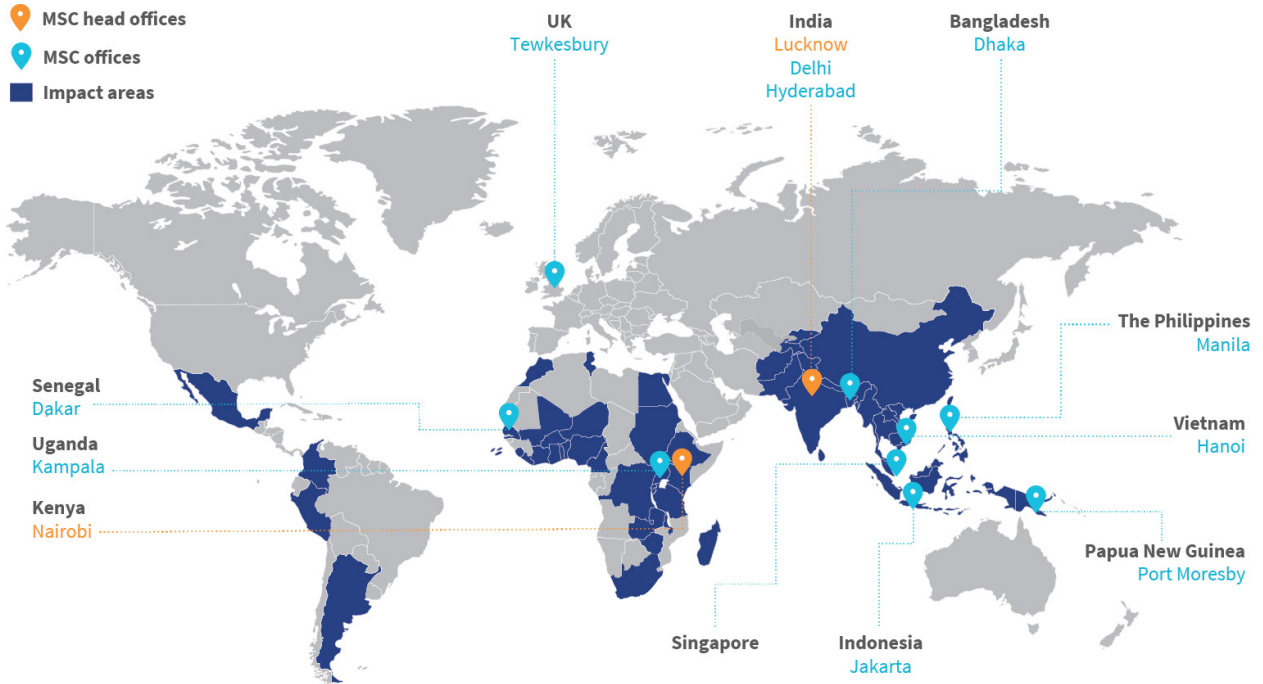 MSC head offices
MSC offices
Impact areas
UK
Tewkesbury
India
Lucknow
Delhi
Hyderabad
Bangladesh
Dhaka
The Philippines
Manila
Senegal
Dakar
Vietnam
Hanoi
Uganda
Kampala
Kenya
Nairobi
Papua New Guinea
Port Moresby
Singapore
Indonesia
Jakarta